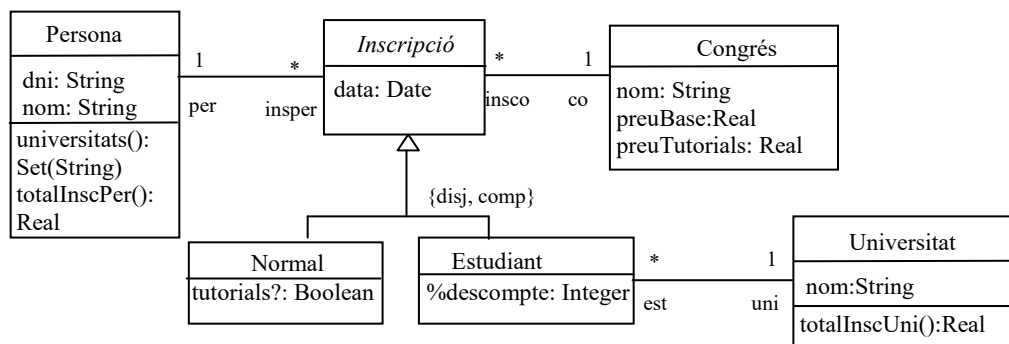 Persona
dni: String
nom: String
universitats():
Set(String)
totalInscPer():
Real
1
per
*
insper
Inscripció
data: Date
*
insco
1
co
Congrés
nom: String
preuBase:Real
preuTutorials: Real
{disj, comp}
Normal
tutorials?: Boolean
Estudiant
%descompte: Integer
*
est
1
uni
Universitat
nom:String
totalInscUni():Real